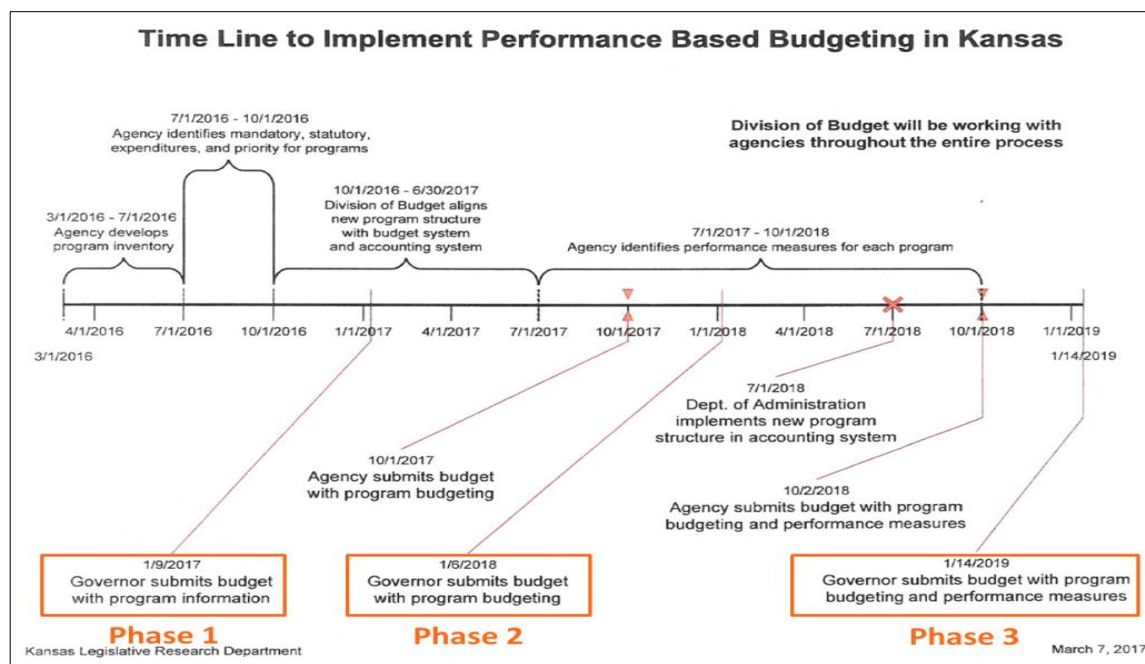 Time Line to Implement Performance Based Budgeting in Kansas
7/1/2016 - 10/1/2016
Agency identifies mandatory, statutory,
expenditures, and priority for programs
Division of Budget will be working with
agencies throughout the entire process
10/1/2016 - 6/30/2017
Division of Budget aligns
new program structure
with budget system
and accounting system
3/1/2016 - 7/1/2016
Agency develops
program inventory
7/1/2017 - 10/1/2018
Agency identifies performance measures for each program
4/1/2016 7/1/2016 10/1/2016 1/1/2017 4/1/2017 7/1/2017 10/1/2017 1/1/2018 4/1/2018 7/1/2018 10/1/2018 1/1/2019
3/1/2016 1/14/2019
7/1/2018
Dept. of Administration
implements new program
structure in accounting system
10/1/2017
Agency submits budget
with program budgeting
10/2/2018
Agency submits budget with program
budgeting and performance measures
1/9/2017
Governor submits budget
with program information
1/6/2018
Governor submits budget
with program budgeting
1/14/2019
Governor submits budget with program
budgeting and performance measures
Phase 1 Phase 2 Phase 3
Kansas Legislative Research Department March 7, 2017